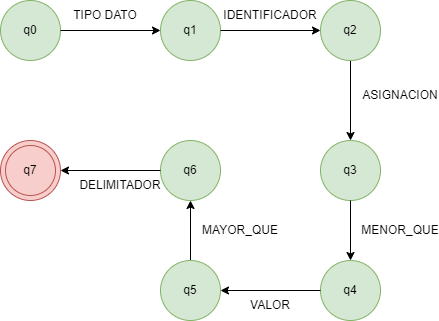 q0
TIPO DATO
q1
IDENTIFICADOR
q2
ASIGNACION
q3
MENOR_QUE
q4
VALOR
q5
MAYOR_QUE
q6
DELIMITADOR
q7